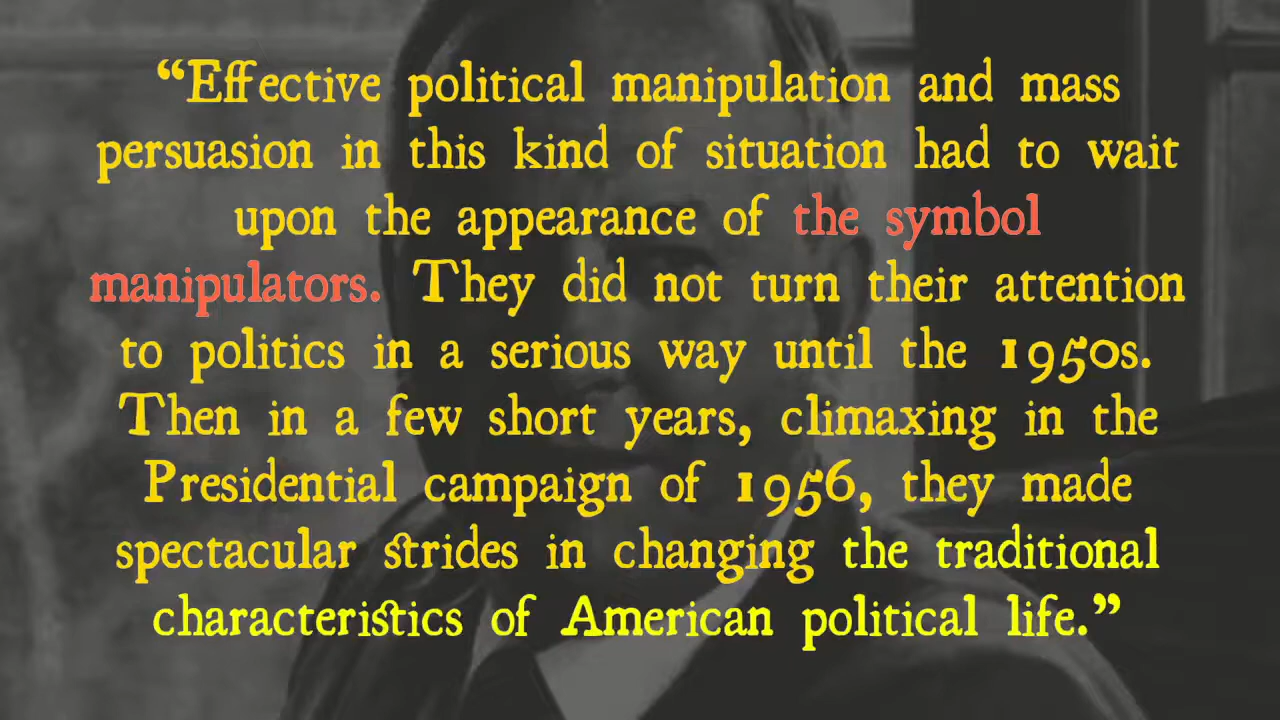 “Effective political manipulation and mass
persuasion in this kind of situation had to wait
upon the appearance of the symbol
manipulators. They did not turn their attention
to politics in a serious way until the 1950s.
Then in a few short years, climaxing in the
Presidential campaign of 1956, they made
spectacular strides in changing the traditional
characteristics of American political life.”